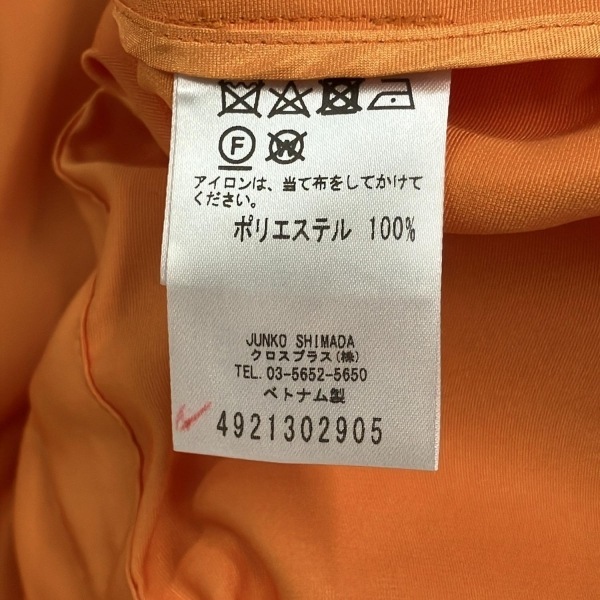 F W
アイロンは、当て布をしてかけて
ください。
ポリエステル 100%
JUNKO SHIMADA
クロスプラス(株)
TEL.03-5652-5650
ベトナム製
4921302905